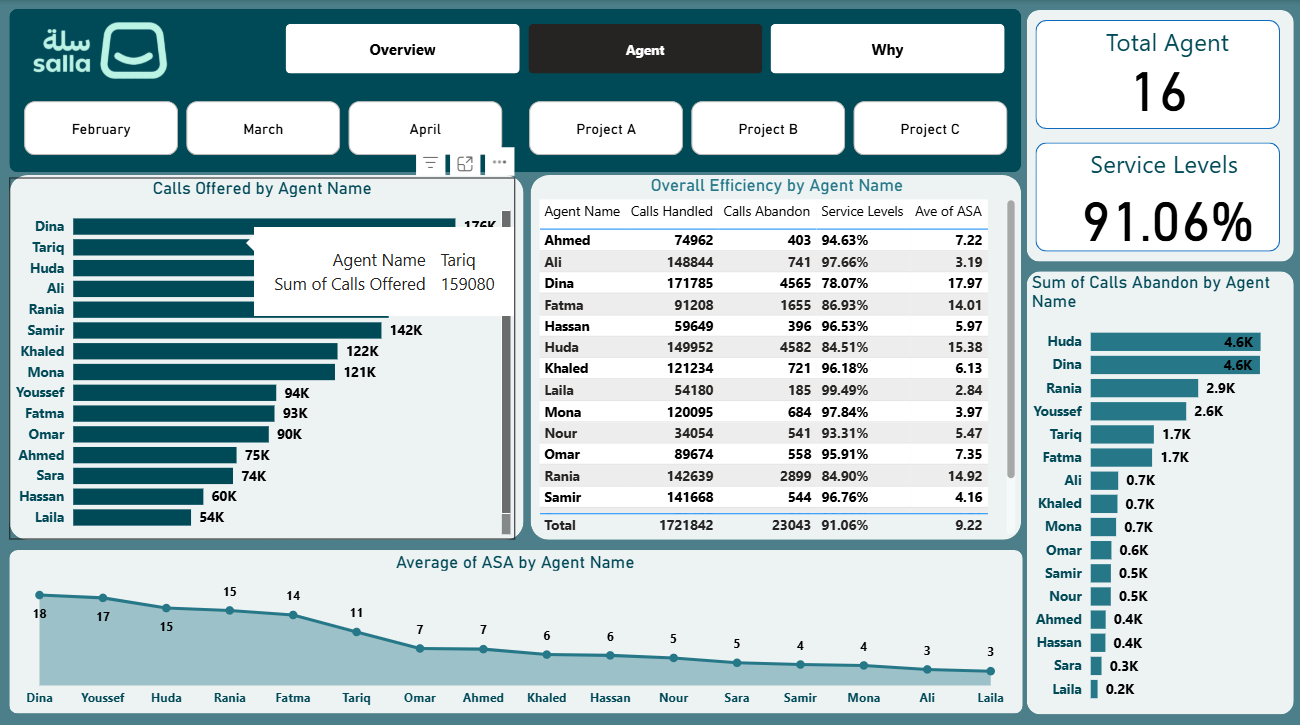 سلة
salla
Overview
Agent
Why
February
March
April
Project A
Project B
Project C
Total Agent
16
Service Levels
91.06%
Calls Offered by Agent Name
Dina 176K
Tariq
Huda
Ali
Rania
Samir 142K
Khaled 122K
Mona 121K
Youssef 94K
Fatma 93K
Omar 90K
Ahmed 75K
Sara 74K
Hassan 60K
Laila 54K
Agent Name Tariq
Sum of Calls Offered 159080
Overall Efficiency by Agent Name
Agent Name Calls Handled Calls Abandon Service Levels Ave of ASA
Ahmed 74962 403 94.63% 7.22
Ali 148844 741 97.66% 3.19
Dina 171785 4565 78.07% 17.97
Fatma 91208 1655 86.93% 14.01
Hassan 59649 396 96.53% 5.97
Huda 149952 4582 84.51% 15.38
Khaled 121234 721 96.18% 6.13
Laila 54180 185 99.49% 2.84
Mona 120095 684 97.84% 3.97
Nour 34054 541 93.31% 5.47
Omar 89674 558 95.91% 7.35
Rania 142639 2899 84.90% 14.92
Samir 141668 544 96.76% 4.16
Total 1721842 23043 91.06% 9.22
Sum of Calls Abandon by Agent
Name
Huda 4.6K
Dina 4.6K
Rania 2.9K
Youssef 2.6K
Tariq 1.7K
Fatma 1.7K
Ali 0.7K
Khaled 0.7K
Mona 0.7K
Omar 0.6K
Samir 0.5K
Nour 0.5K
Ahmed 0.4K
Hassan 0.4K
Sara 0.3K
Laila 0.2K
Average of ASA by Agent Name
18 17 15 15 14 11 7 7 6 6 5 5 4 4 3 3
Dina Youssef Huda Rania Fatma Tariq Omar Ahmed Khaled Hassan Nour Sara Samir Mona Ali Laila